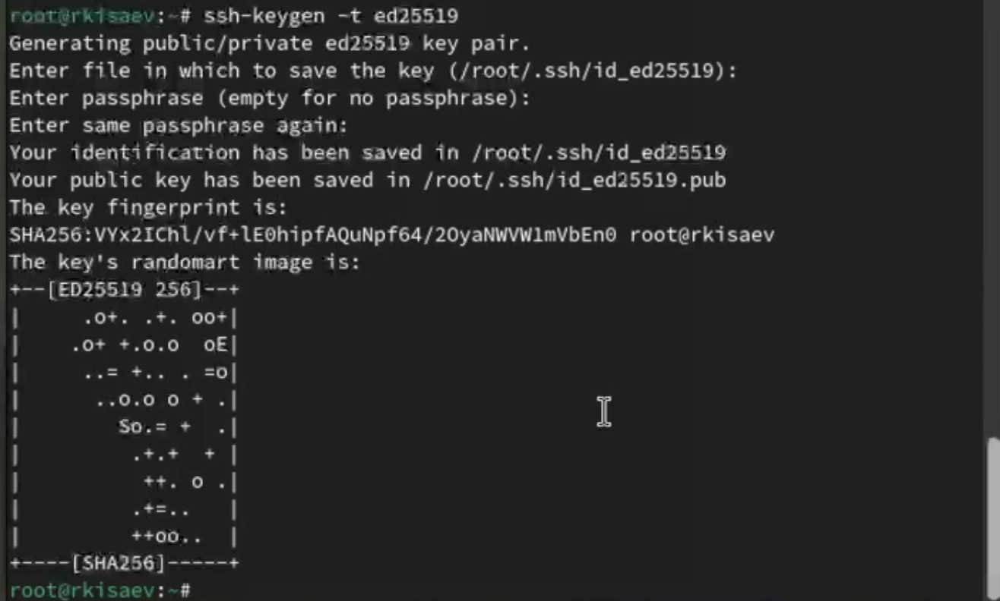 root@rkisaev:~# ssh-keygen -t ed25519
Generating public/private ed25519 key pair.
Enter file in which to save the key (/root/.ssh/id_ed25519):
Enter passphrase (empty for no passphrase):
Enter same passphrase again:
Your identification has been saved in /root/.ssh/id_ed25519
Your public key has been saved in /root/.ssh/id_ed25519.pub
The key fingerprint is:
SHA256:VYx2IChl/vf+lE0hipfAQuNpf64/2OyaNWVW1mVbEn0 root@rkisaev
The key's randomart image is:
+--[ED25519 256]--+
|     .o+. .+. oo+|
|    .o+ +.o.o  oE|
|     ..= +.. . =o|
|      ..o.o o + .|
|        So.= +  .|
|         .+.+  + |
|          ++. o .|
|         .+=..   |
|         ++oo..  |
+----[SHA256]-----+
root@rkisaev:~#